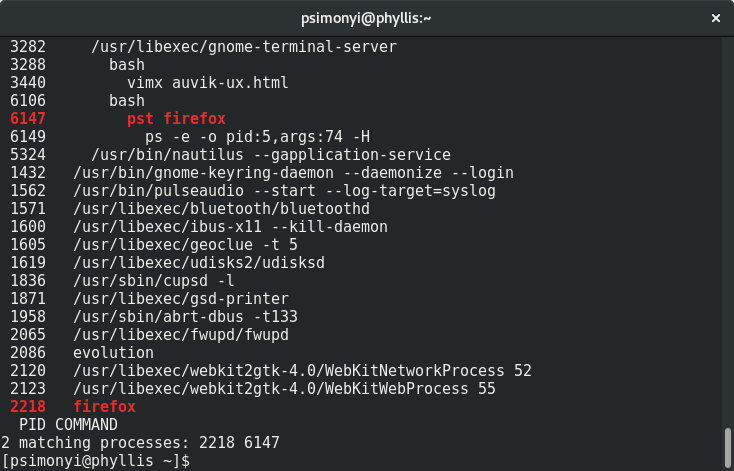 psimonyi@phyllis:~
3282     /usr/libexec/gnome-terminal-server
3288       bash
3440         vimx auvik-ux.html
6106       bash
6147         pst firefox
6149           ps -e -o pid:5,args:74 -H
5324     /usr/bin/nautilus --gapplication-service
1432   /usr/bin/gnome-keyring-daemon --daemonize --login
1562   /usr/bin/pulseaudio --start --log-target=syslog
1571   /usr/libexec/bluetooth/bluetoothd
1600   /usr/libexec/ibus-x11 --kill-daemon
1605   /usr/libexec/geoclue -t 5
1619   /usr/libexec/udisks2/udisksd
1836   /usr/sbin/cupsd -l
1871   /usr/libexec/gsd-printer
1958   /usr/sbin/abrt-dbus -t133
2065   /usr/libexec/fwupd/fwupd
2086   evolution
2120   /usr/libexec/webkit2gtk-4.0/WebKitNetworkProcess 52
2123   /usr/libexec/webkit2gtk-4.0/WebKitWebProcess 55
2218   firefox
  PID COMMAND
2 matching processes: 2218 6147
[psimonyi@phyllis ~]$